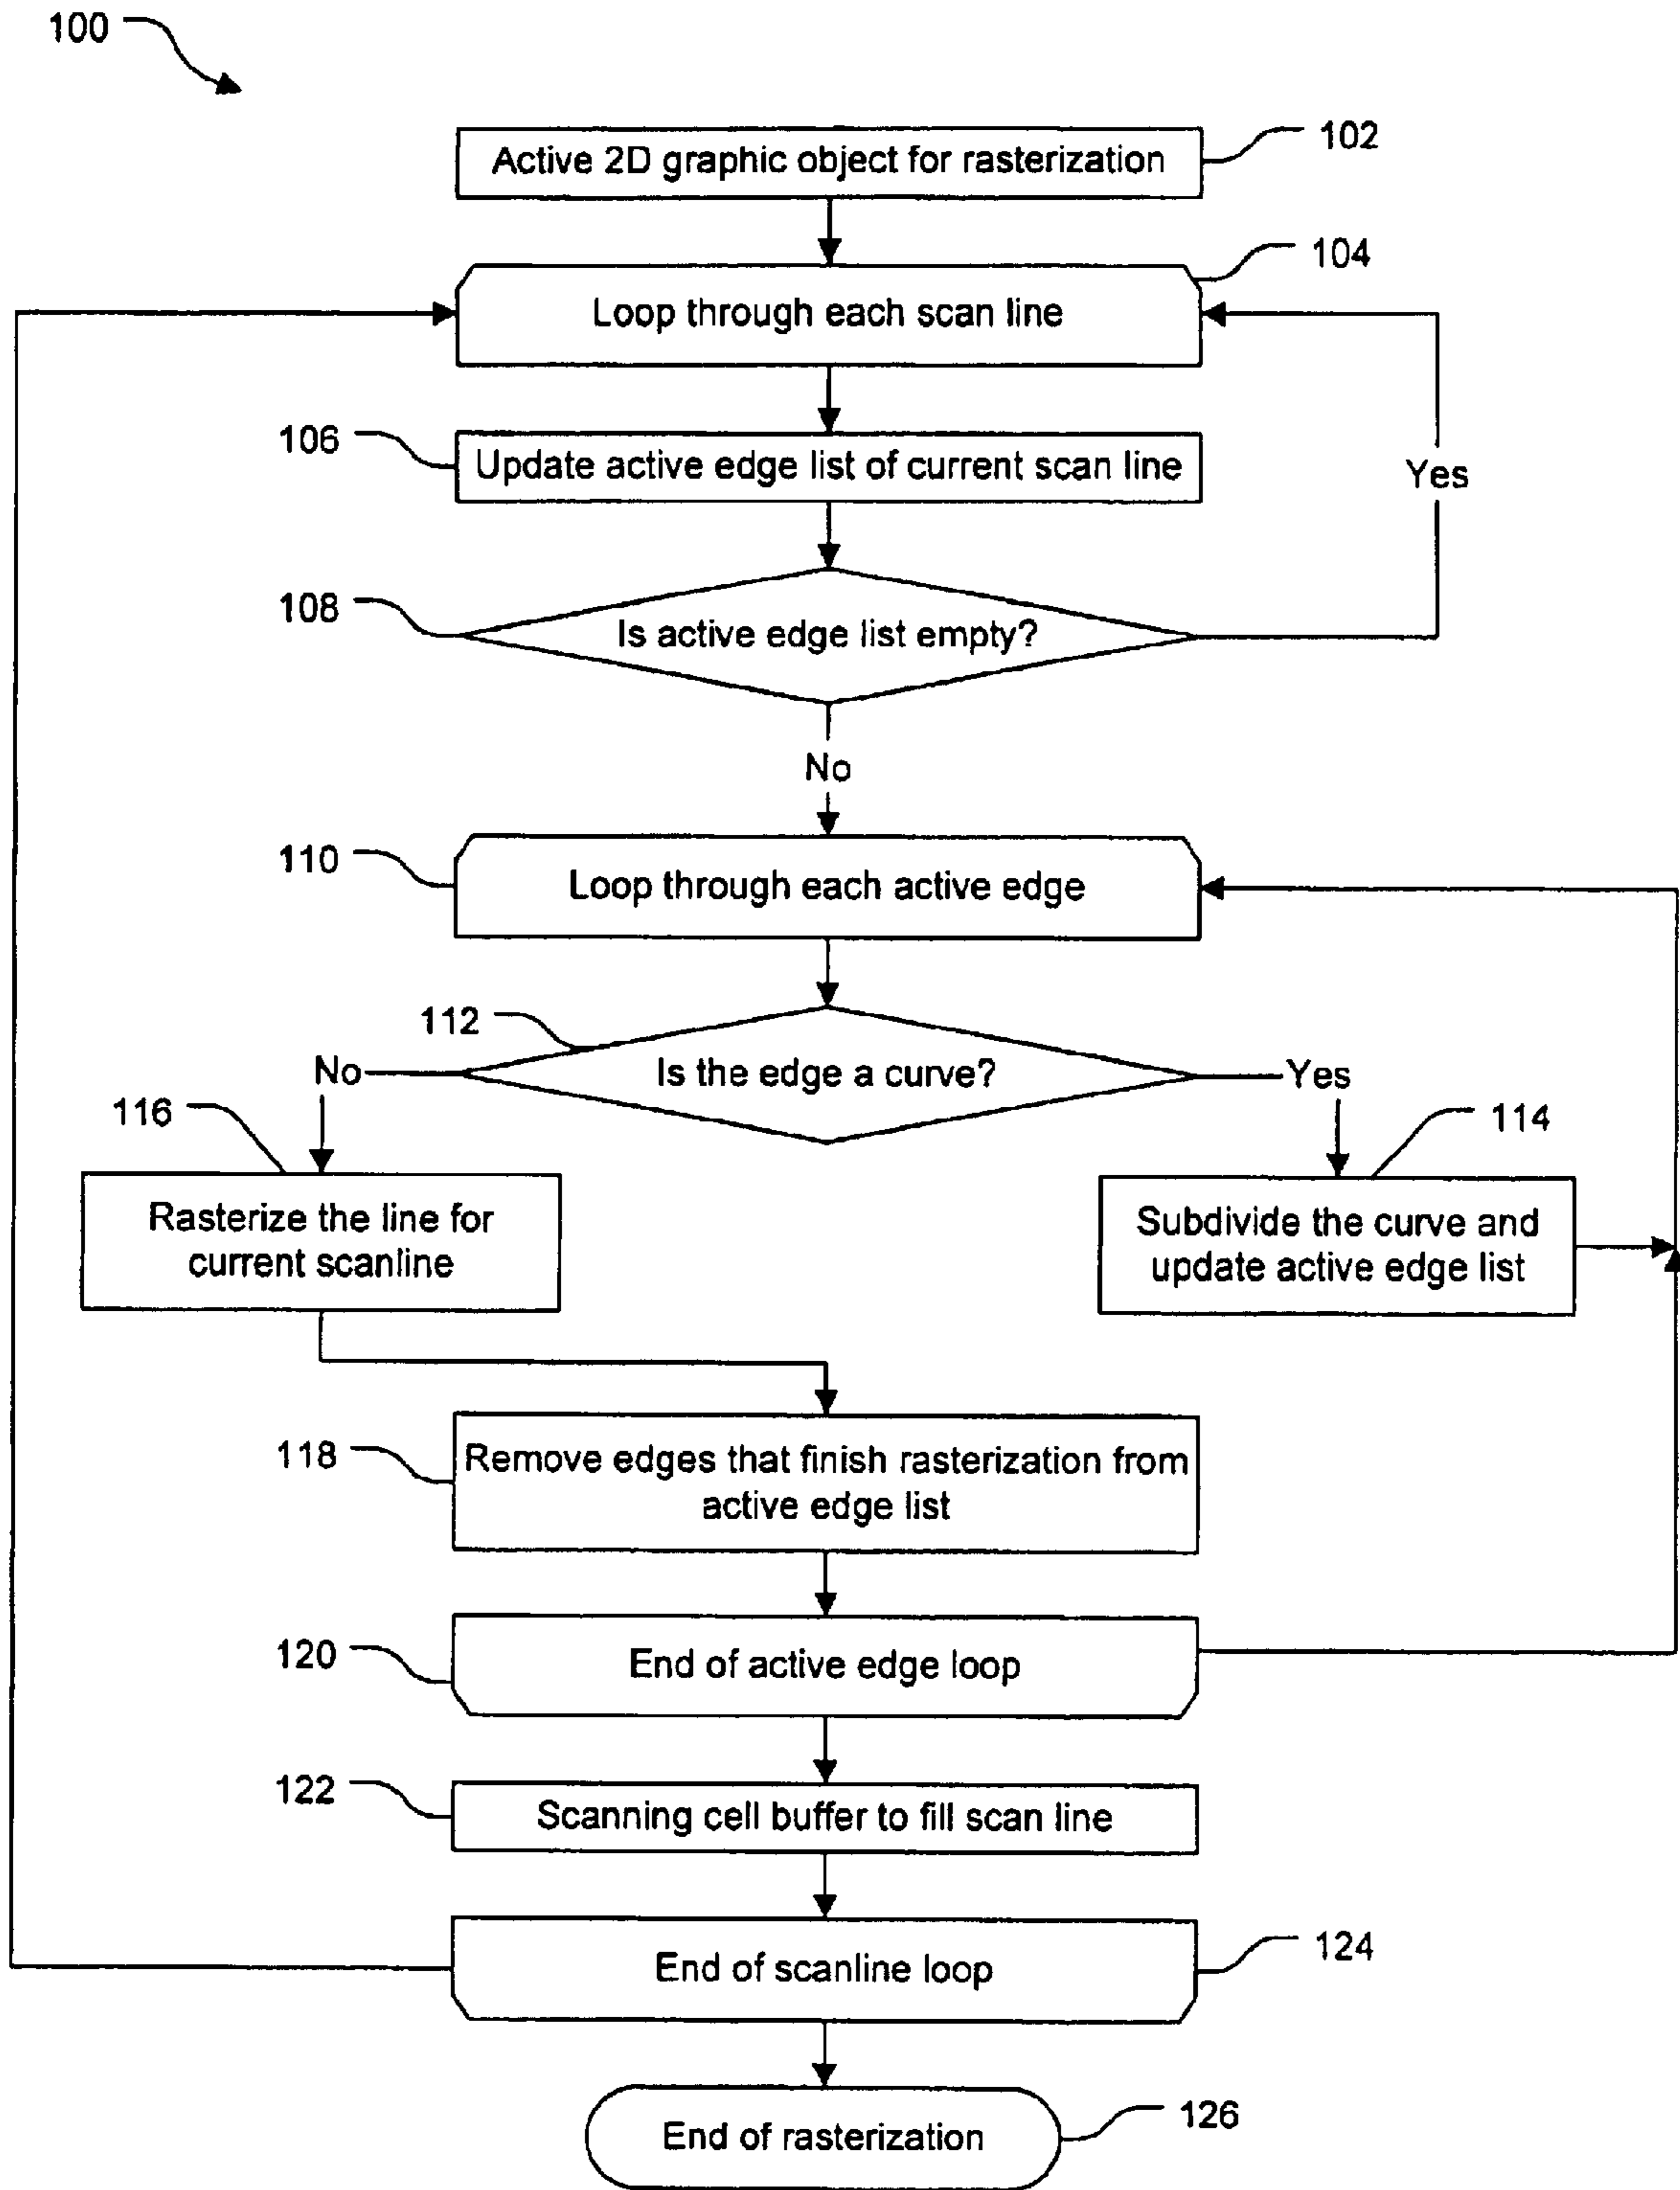 100
Active 2D graphic object for rasterization
102
Loop through each scan line
104
106
Update active edge list of current scan line
Yes
108
Is active edge list empty?
No
110
Loop through each active edge
112
Is the edge a curve?
No
Yes
116
114
Rasterize the line for
current scanline
Subdivide the curve and
update active edge list
118
Remove edges that finish rasterization from
active edge list
120
End of active edge loop
122
Scanning cell buffer to fill scan line
End of scanline loop
124
End of rasterization
126